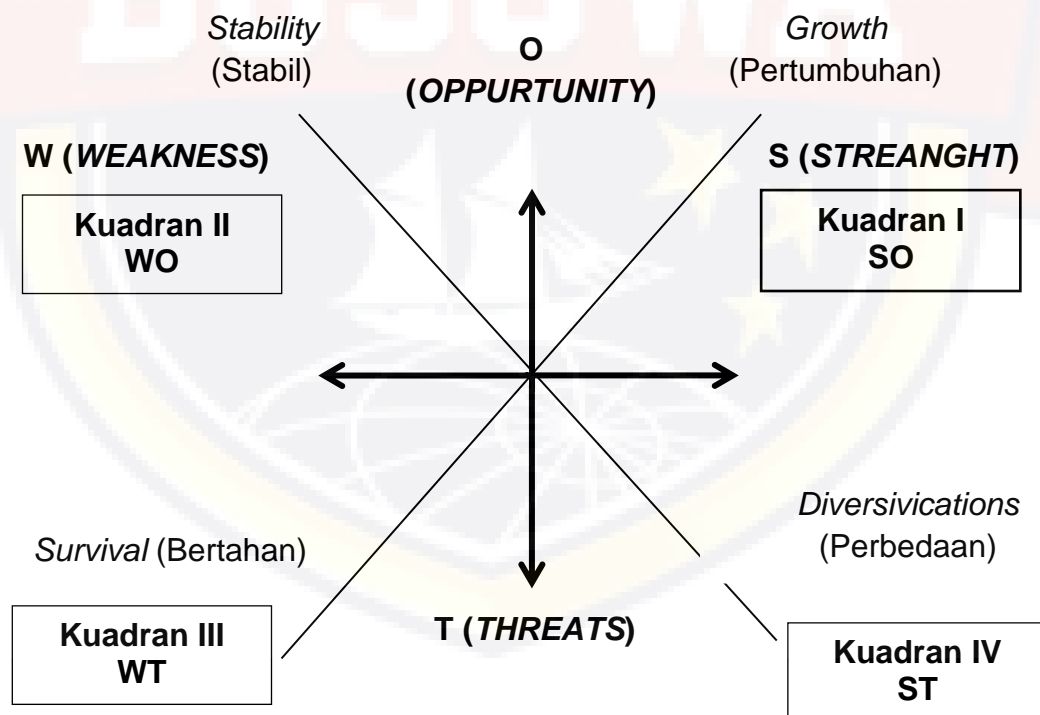 BOSOWA
Stability
(Stabil)
O
(OPPURTUNITY)
Growth
(Pertumbuhan)
W (WEAKNESS)
S (STREANGHT)
Kuadran II
WO
Kuadran I
SO
Diversivications
(Perbedaan)
Survival (Bertahan)
T (THREATS)
Kuadran III
WT
Kuadran IV
ST